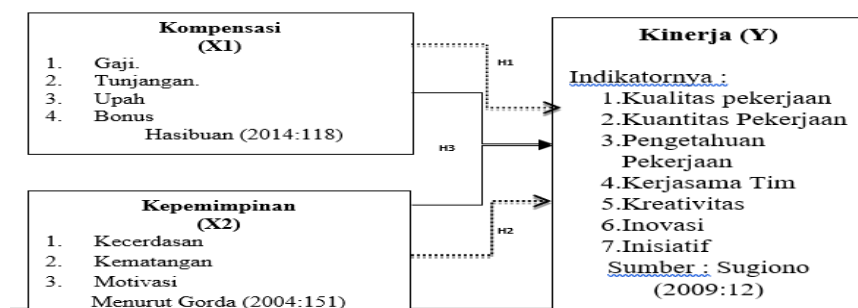 Kompensasi
(X1)
1. Gaji.
2. Tunjangan.
3. Upah
4. Bonus
Hasibuan (2014:118)
H1
H3
Kepemimpinan
(X2)
1. Kecerdasan
2. Kematangan
3. Motivasi
Menurut Gorda (2004:151)
H2
Kinerja (Y)
Indikatornya :
1.Kualitas pekerjaan
2.Kuantitas Pekerjaan
3.Pengetahuan
Pekerjaan
4.Kerjasama Tim
5.Kreativitas
6.Inovasi
7.Inisiatif
Sumber : Sugiono
(2009:12)